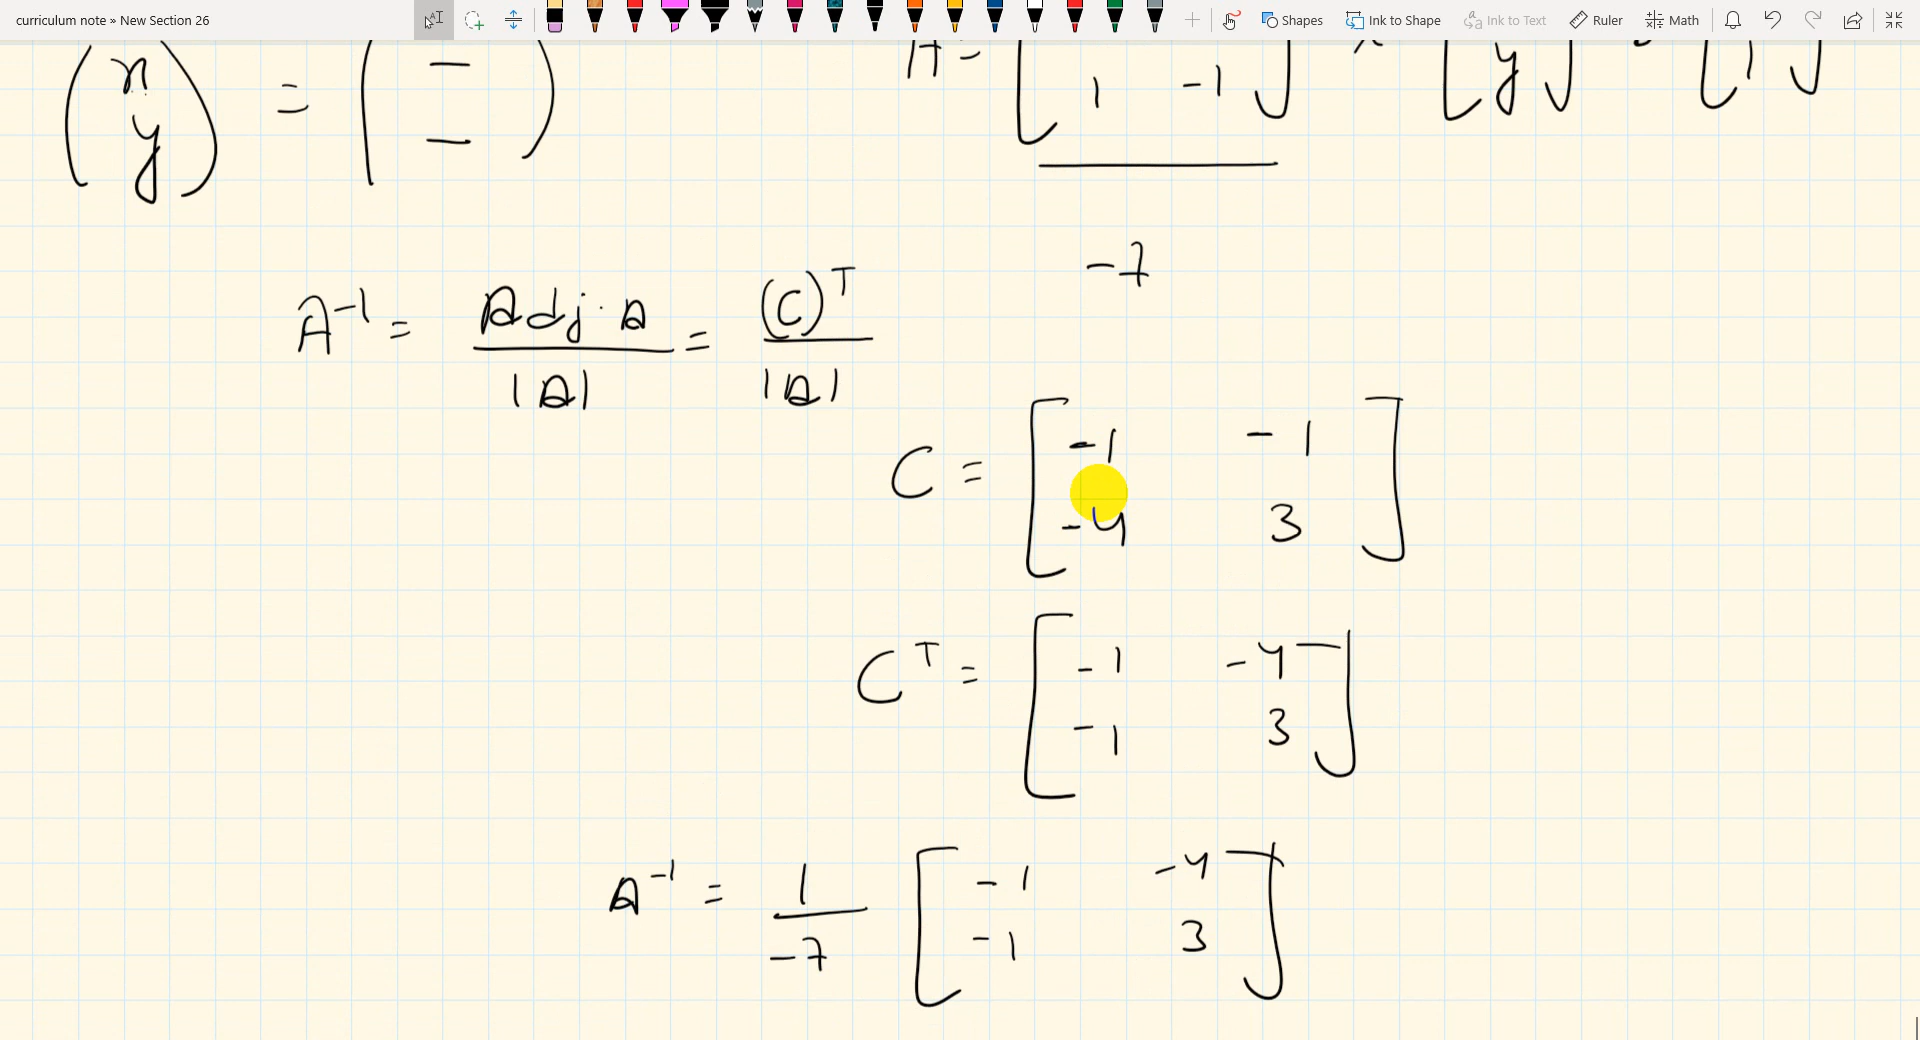 curriculum note » New Section 26
Shapes Ink to Shape Ink to Text Ruler Math
(x y) = ( — — )
A = [ 1 -1 ] x [ y ] = [ 1 ]
-7
A⁻¹ = Adj. A / |A| = (C)ᵀ / |A|
C = [ -1 -1
-4 3 ]
Cᵀ = [ -1 -4
-1 3 ]
A⁻¹ = 1 / -7 [ -1 -4
-1 3 ]